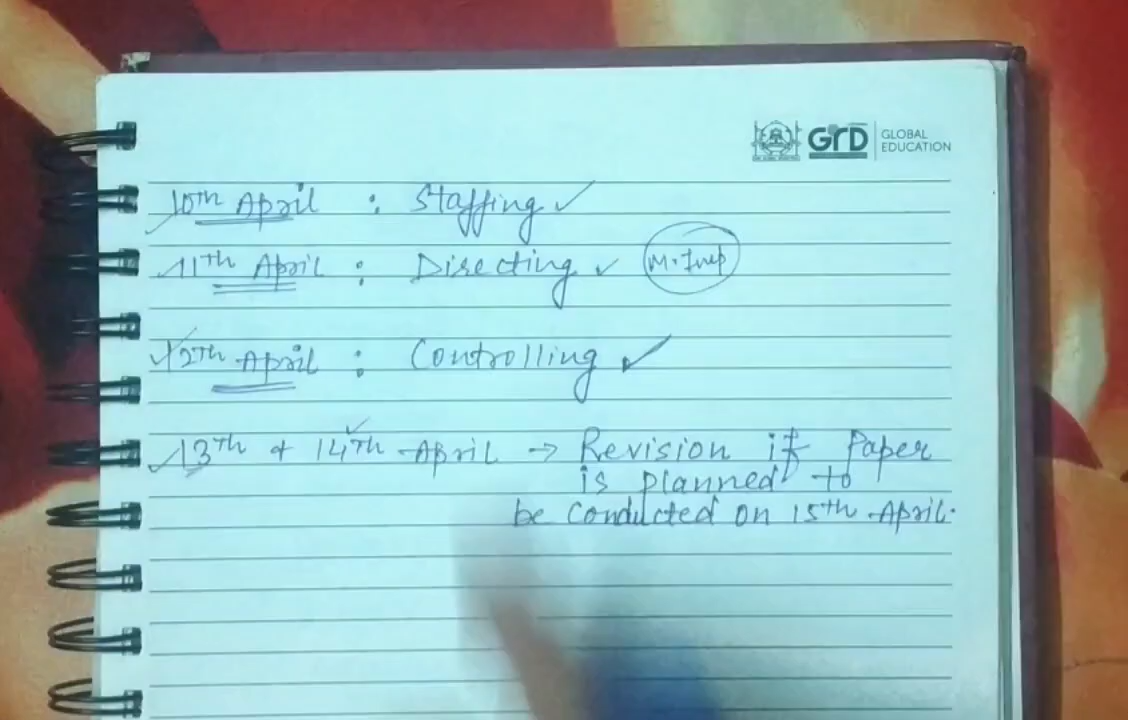 GrD GLOBAL
EDUCATION
10th April : Staffing ✓
11th April : Directing ✓ M. Imp
12th April : Controlling ✓
13th & 14th April → Revision if Paper
is planned to
be conducted on 15th April.